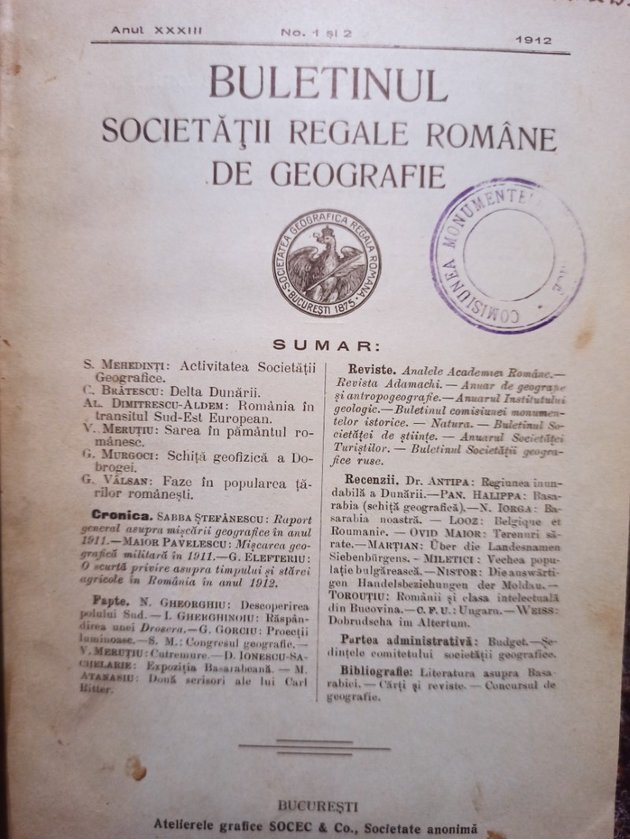 Anul XXXIII No. 1 și 2 1912
BULETINUL
SOCIETĂȚII REGALE ROMÂNE
DE GEOGRAFIE
SOCIETATEA GEOGRAFICA REGALA ROMANA
BUCUREȘTI 1875
COMISIUNEA MONUMENTE
SUMAR:
S. MEHEDINȚI: Activitatea Societății
Geografice.
C. BRĂTESCU: Delta Dunării.
AL. DIMITRESCU-ALDEM: România în
transitul Sud-Est European.
V. MERUȚIU: Sarea în pământul ro-
mânesc.
G. MURGOCI: Schiță geofizică a Do-
brogei.
G. VÂLSAN: Faze în popularea ță-
rilor românești.
Cronica. SABBA ȘTEFĂNESCU: Raport
general asupra mișcării geografice în anul
1911.—MAIOR PAVELESCU: Mișcarea geo-
grafică militară în 1911.—G. ELEFTERIU:
O scurtă privire asupra timpului și stărei
agricole în România în anul 1912.
Fapte. N. GHEORGHIU: Descoperirea
polului Sud.—I. GHERGHINOIU: Răspân-
direa unei Drosera.—G. GORCIU: Proecții
luminoase.—S. M.: Congresul geografic.—
V. MERUȚIU: Cutremure.—D. IONESCU-SA-
CHELARIE: Expoziția Basarabeană.—M.
ATANASIU: Două scrisori ale lui Carl
Ritter.
Reviste. Analele Academiei Române.—
Revista Adamachi.—Anuar de geografie
și antropogeografie.—Anuarul Institutului
geologic.—Buletinul comisiunei monumen-
telor istorice.—Natura.—Buletinul So-
cietăței de științe.—Anuarul Societăței
Turiștilor.—Buletinul Societății geogra-
fice ruse.
Recenzii. Dr. ANTIPA: Regiunea inun-
dabilă a Dunării.—PAN. HALIPPA: Basa-
rabia (schiță geografică).—N. IORGA: Ba-
sarabia noastră.—LOOZ: Belgique et
Roumanie.—OVID MAIOR: Terenuri să-
rate.—MARȚIAN: Über die Landesnamen
Siebenbürgens.-MILETICI: Vechea popu-
lație bulgărească.—NISTOR: Die auswärti-
gen Handelsbeziehungen der Moldau.—
TOROUȚIU: Românii și clasa intelectuală
din Bucovina.—C. F. U.: Ungarn.—WEISS:
Dobrudscha im Altertum.
Partea administrativă: Budget.—Șe-
dințele comitetului societății geografice.
Bibliografie: Literatura asupra Basa-
rabiei.—Cărți și reviste.—Concursul de
geografie.
BUCUREȘTI
Atelierele grafice SOCEC & Co., Societate anonimă